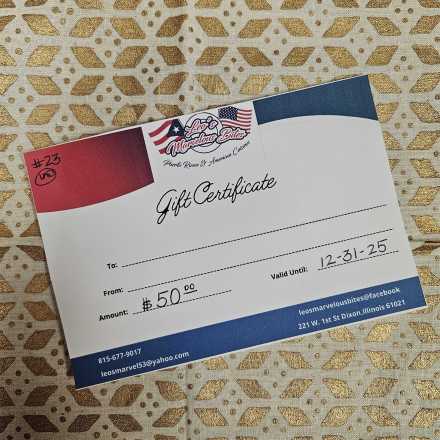 #23
Leo's
Marvelous Bites
Puerto Rican & American Cuisine
Gift Certificate
To:
From:
Amount: $50.00
Valid Until: 12-31-25
815-677-9017
leosmarvel53@yahoo.com
leosmarvelousbites@facebook
221 W. 1st St Dixon, Illinois 61021